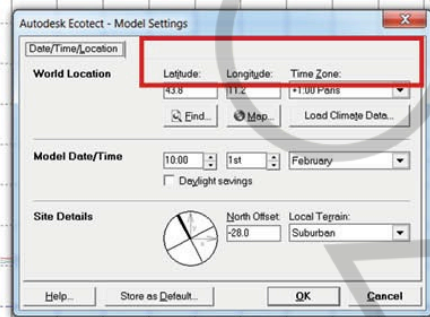 Autodesk Ecotect - Model Settings
Date/Time/Location
World Location
Latitude: Longitude: Time Zone:
43.8 11.2 +1:00 Paris
Find... Map... Load Climate Data...
Model Date/Time
10:00 1st February
Daylight savings
Site Details
North Offset: Local Terrain:
-28.0 Suburban
Help... Store as Default... OK Cancel